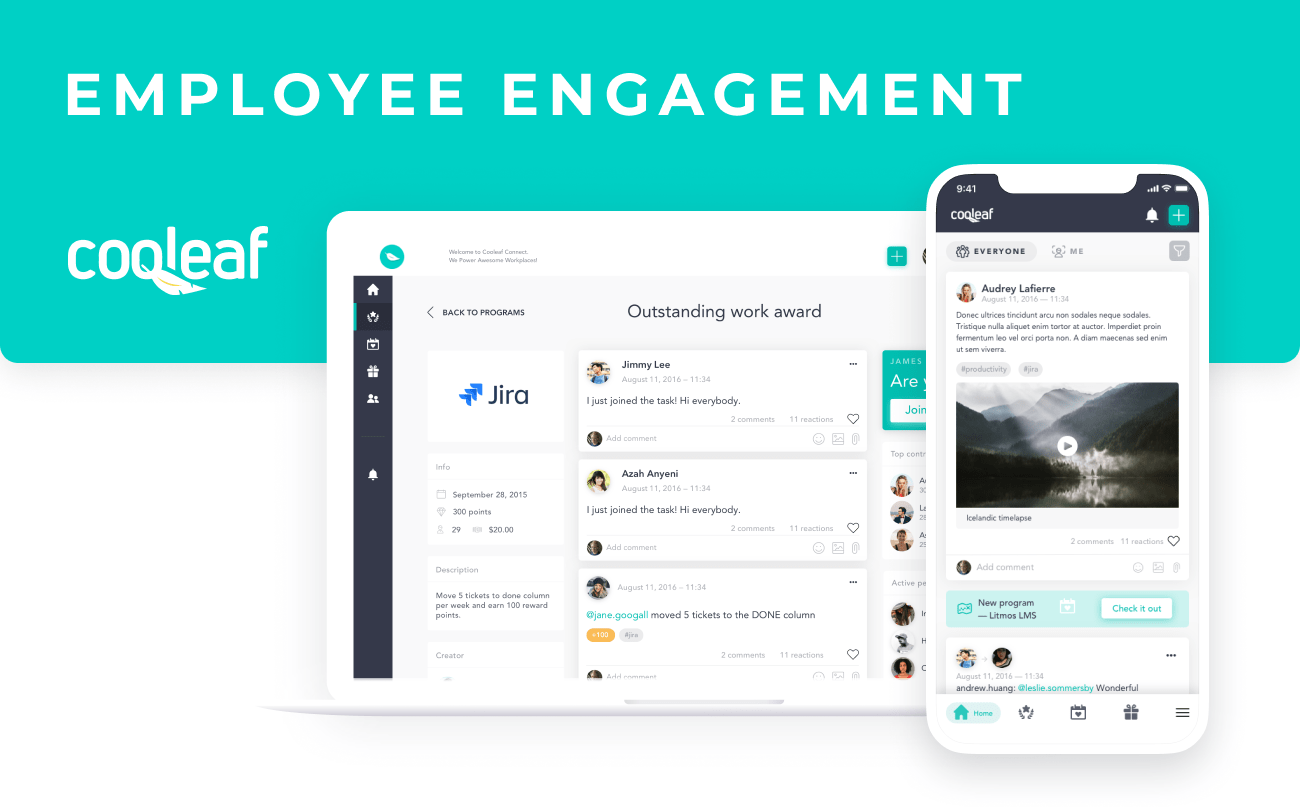 EMPLOYEE ENGAGEMENT
cooleaf
Welcome to Cooleaf Connect.
We Power Awesome Workplaced
BACK TO PROGRAMS
Outstanding work award
Jira
Info
September 28, 2015
300 points
29 $20.00
Description
Move 5 tickets to done column
per week and earn 100 reward
points.
Creator
Jimmy Lee
August 11, 2016 – 11:34
I just joined the task! Hi everybody.
2 comments 11 reactions
Add comment
Azah Anyeni
August 11, 2016 – 11:34
I just joined the task! Hi everybody.
2 comments 11 reactions
Add comment
August 11, 2016 – 11:34
@jane.googall moved 5 tickets to the DONE column
+100 #jira
2 comments 11 reactions
Add comment
JAMES
Are
Join
Top contr
Active pe
9:41
cooleaf
EVERYONE ME
Audrey Lafierre
August 11, 2016 — 11:34
Donec ultrices tincidunt arcu non sodales neque sodales.
Tristique nulla aliquet enim tortor at auctor. Imperdiet proin
fermentum leo vel orci porta non. A diam maecenas sed enim
ut sem viverra.
#productivity #jira
Icelandic timelapse
2 comments 11 reactions
Add comment
New program
— Litmos LMS
Check it out
August 11, 2016 — 11:34
andrew.huang: @leslie.sommersby Wonderful
Home